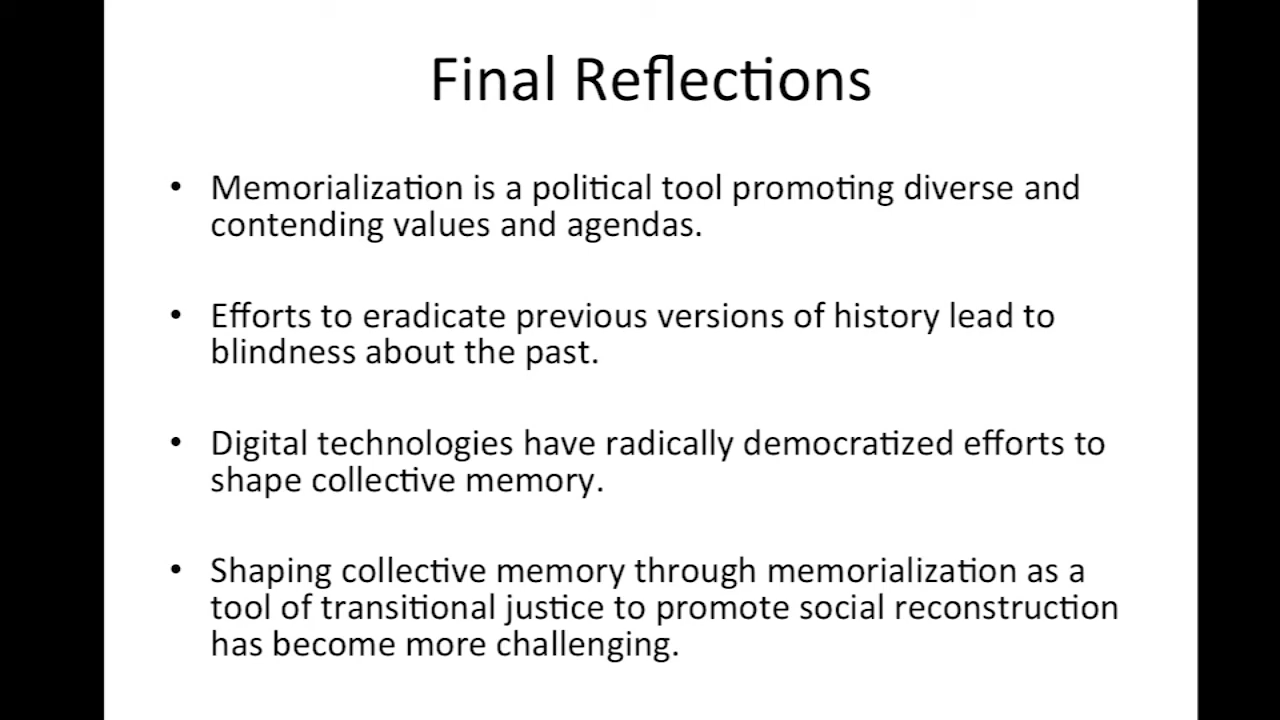 Final Reflections
• Memorialization is a political tool promoting diverse and
contending values and agendas.
• Efforts to eradicate previous versions of history lead to
blindness about the past.
• Digital technologies have radically democratized efforts to
shape collective memory.
• Shaping collective memory through memorialization as a
tool of transitional justice to promote social reconstruction
has become more challenging.